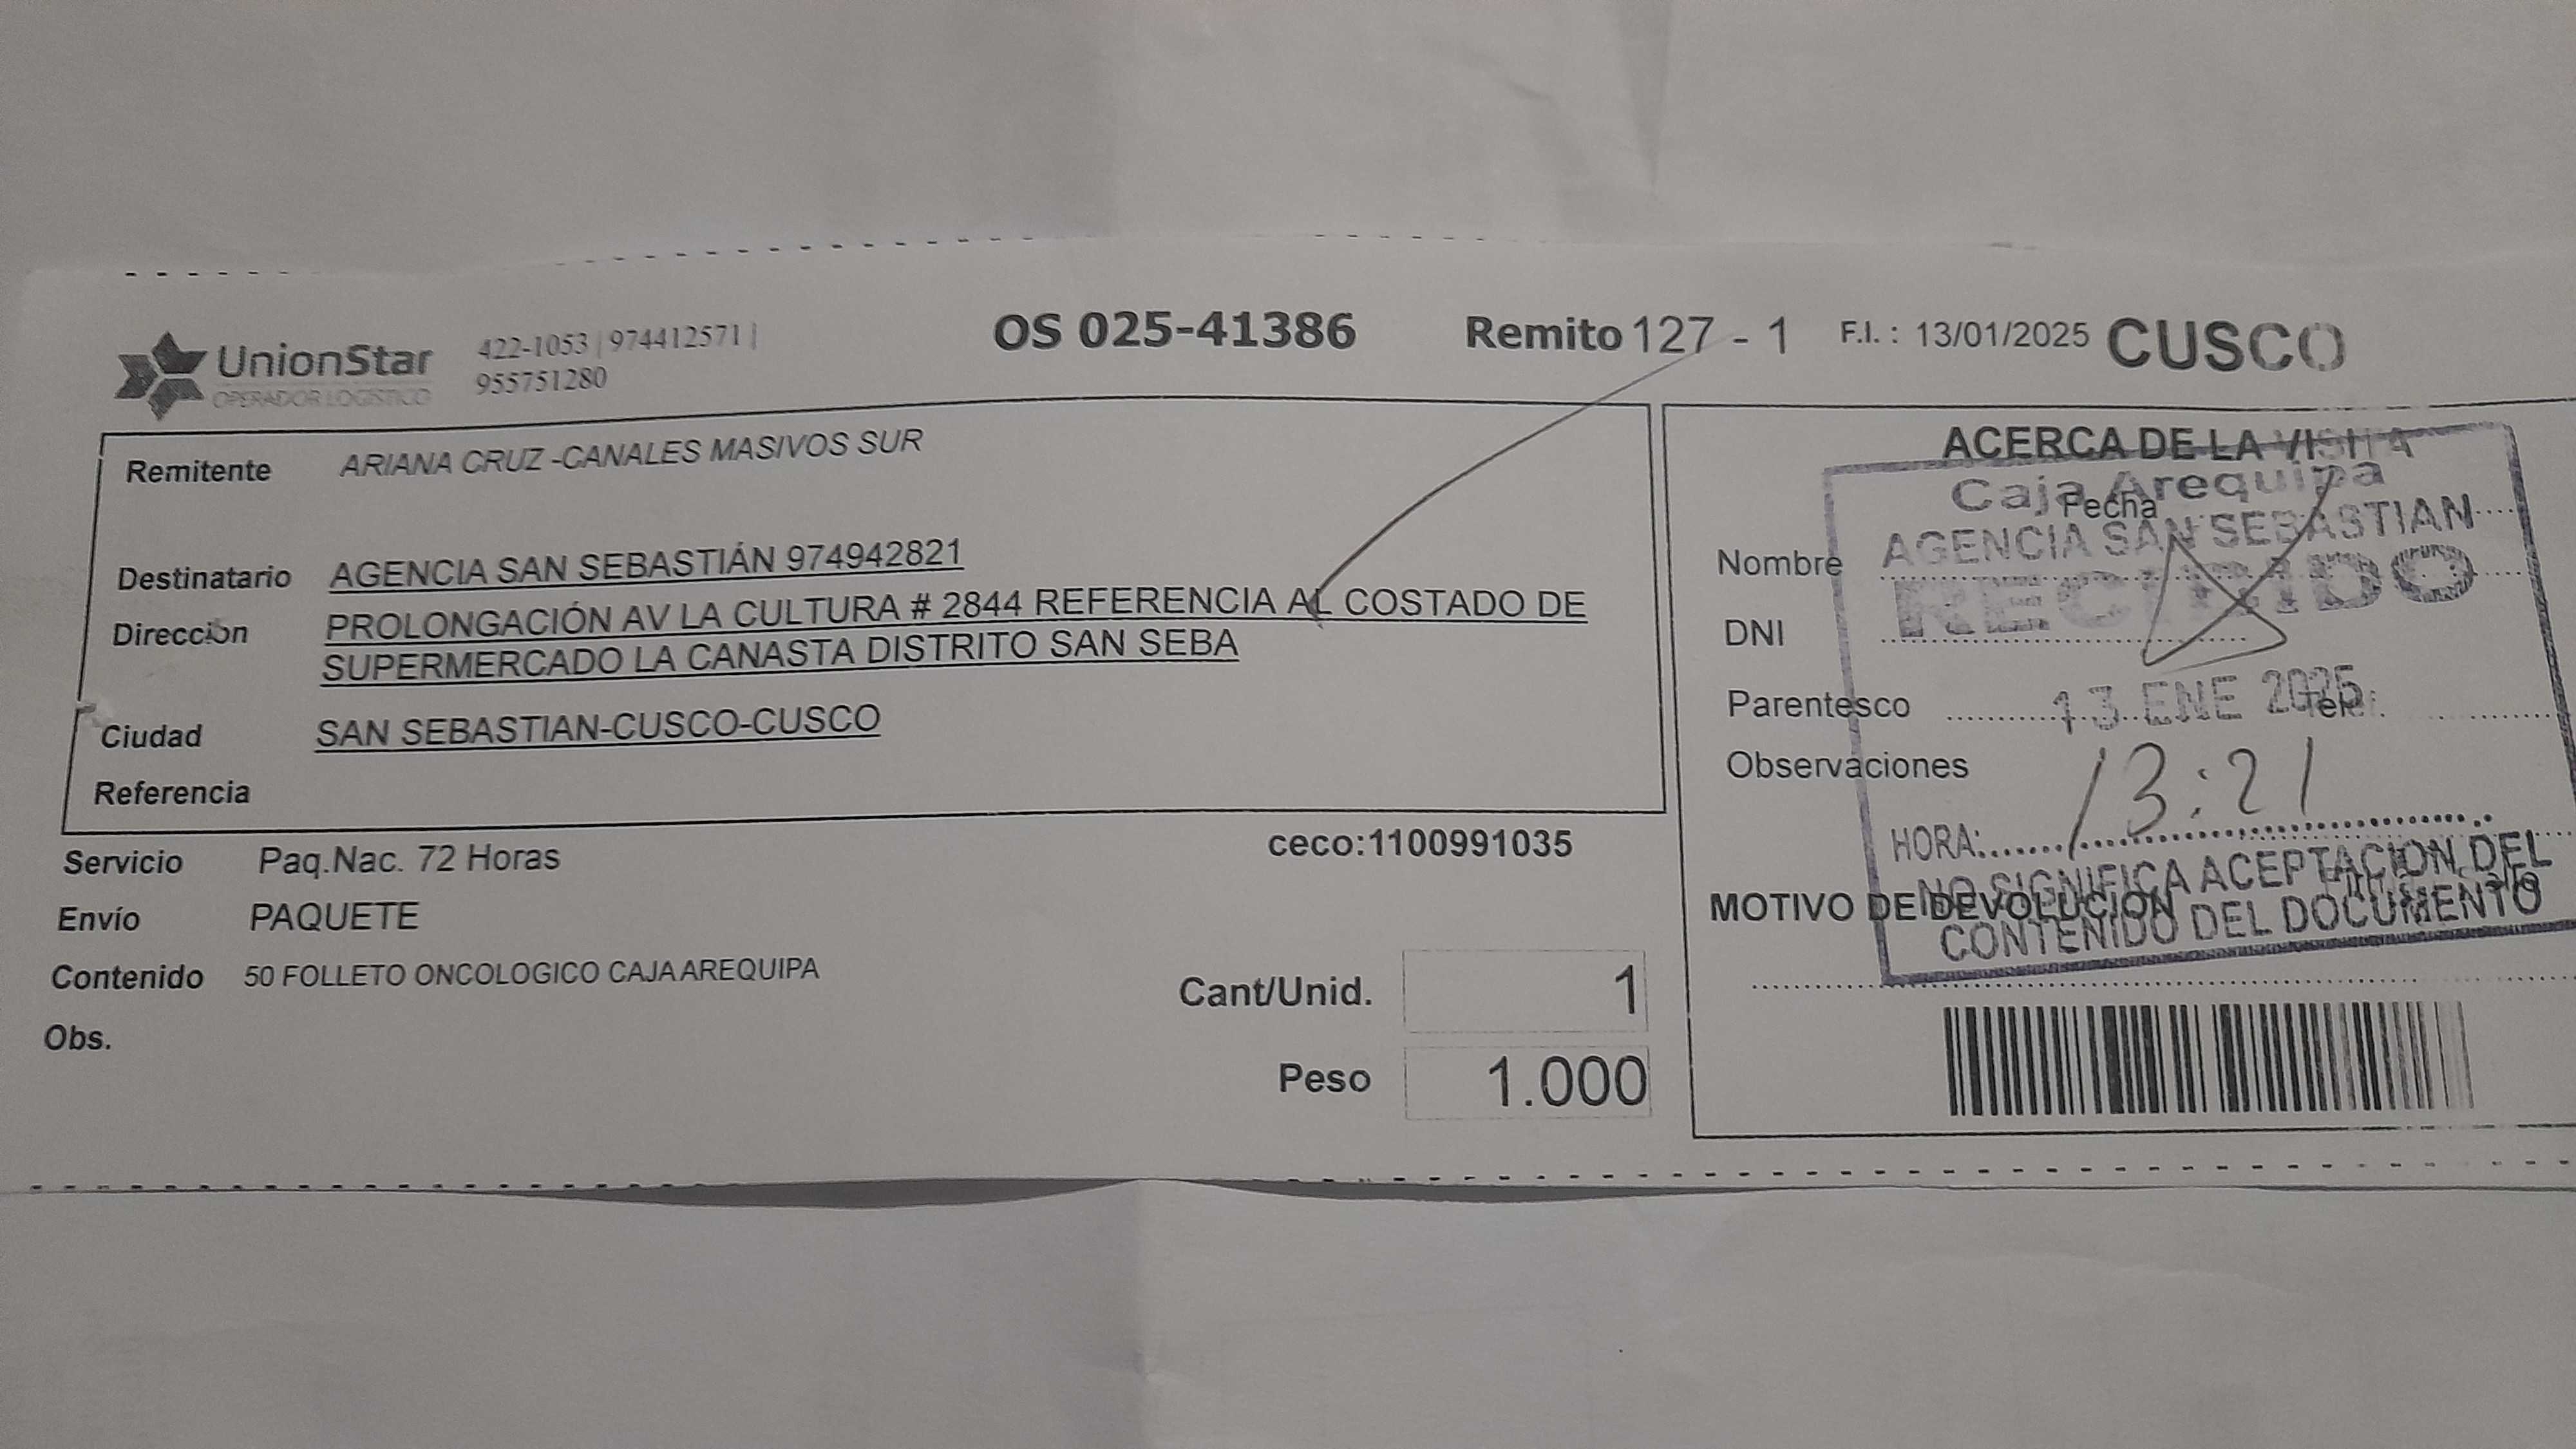 UnionStar
OPERADOR LOGISTICO
422-1053 | 974412571 |
955751280
OS 025-41386
Remito 127 - 1
F.I. : 13/01/2025
CUSCO
Remitente ARIANA CRUZ -CANALES MASIVOS SUR
Destinatario AGENCIA SAN SEBASTIÁN 974942821
Dirección PROLONGACIÓN AV LA CULTURA # 2844 REFERENCIA AL COSTADO DE
SUPERMERCADO LA CANASTA DISTRITO SAN SEBA
Ciudad SAN SEBASTIAN-CUSCO-CUSCO
Referencia
ceco:1100991035
Servicio Paq.Nac. 72 Horas
Envío PAQUETE
Contenido 50 FOLLETO ONCOLOGICO CAJA AREQUIPA
Obs.
Cant/Unid. 1
Peso 1.000
ACERCA DE LA VISITA
Fecha
Nombre
DNI
Parentesco
Telef.
Observaciones
MOTIVO DE DEVOLUCION
Caja Arequipa
AGENCIA SAN SEBASTIAN
RECIBIDO
13 ENE 2025
HORA: 13:21
NO SIGNIFICA ACEPTACION DEL
CONTENIDO DEL DOCUMENTO